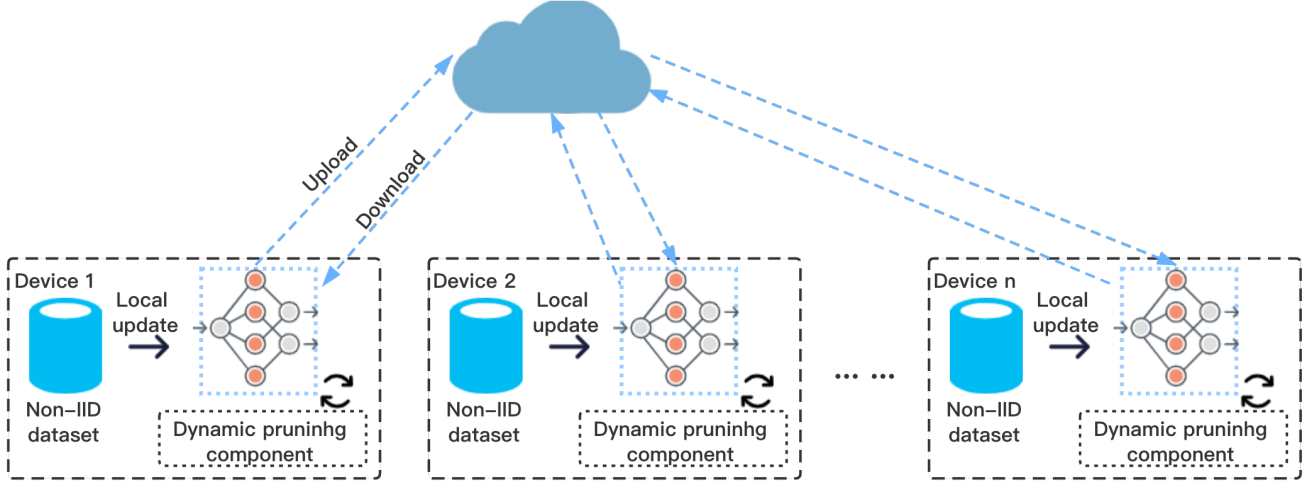 Upload
Download
Device 1
Local
update
Non-IID
dataset
Dynamic pruninhg
component
Device 2
Local
update
Non-IID
dataset
Dynamic pruninhg
component
... ...
Device n
Local
update
Non-IID
dataset
Dynamic pruninhg
component